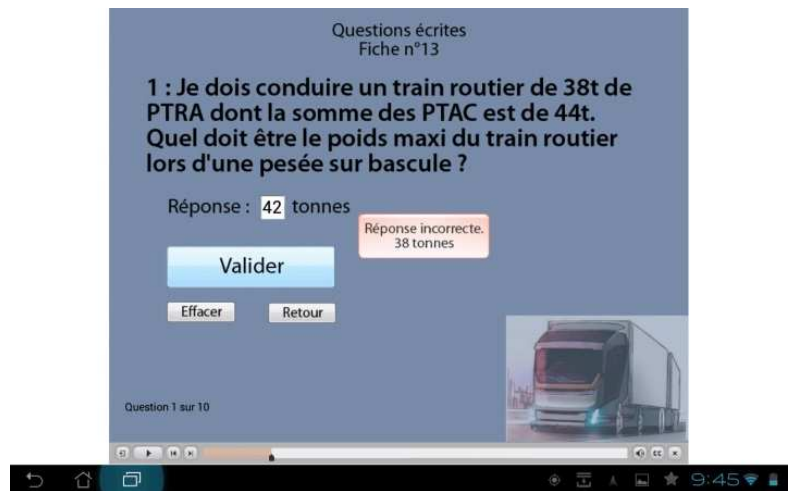 Questions écrites
Fiche n°13
1 : Je dois conduire un train routier de 38t de
PTRA dont la somme des PTAC est de 44t.
Quel doit être le poids maxi du train routier
lors d'une pesée sur bascule ?
Réponse : 42 tonnes
Réponse incorrecte.
38 tonnes
Valider
Effacer
Retour
Question 1 sur 10
CC
9:45